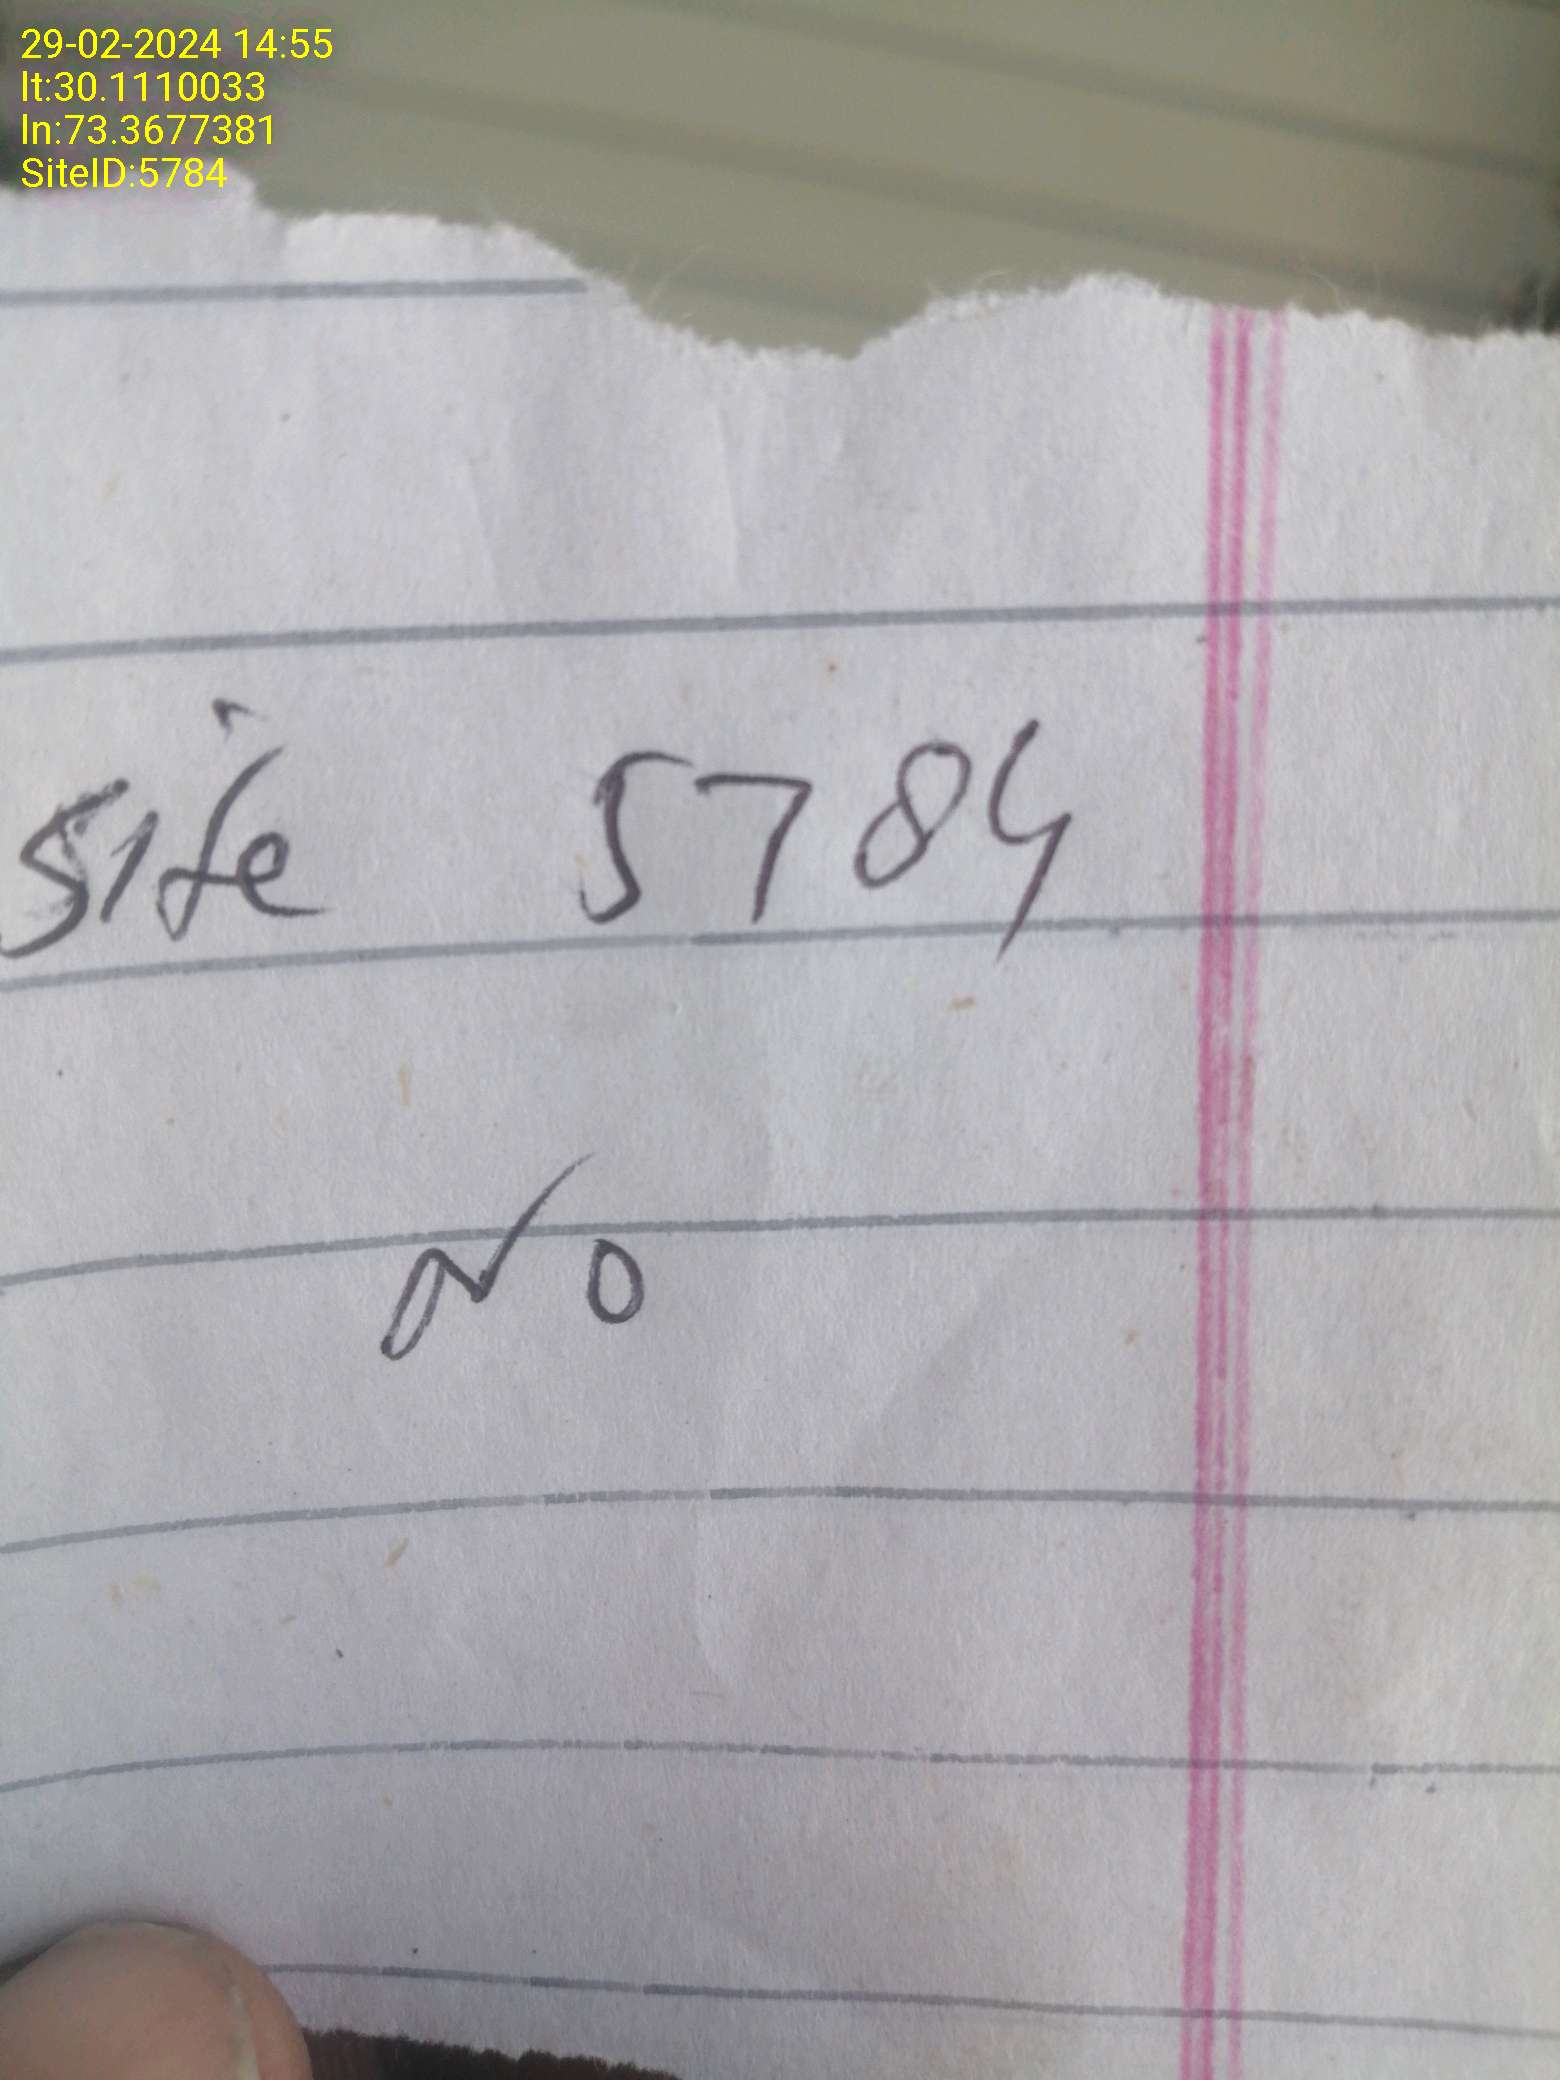 29-02-2024 14:55
lt:30.1110033
ln:73.3677381
SiteID:5784
site 5784
No